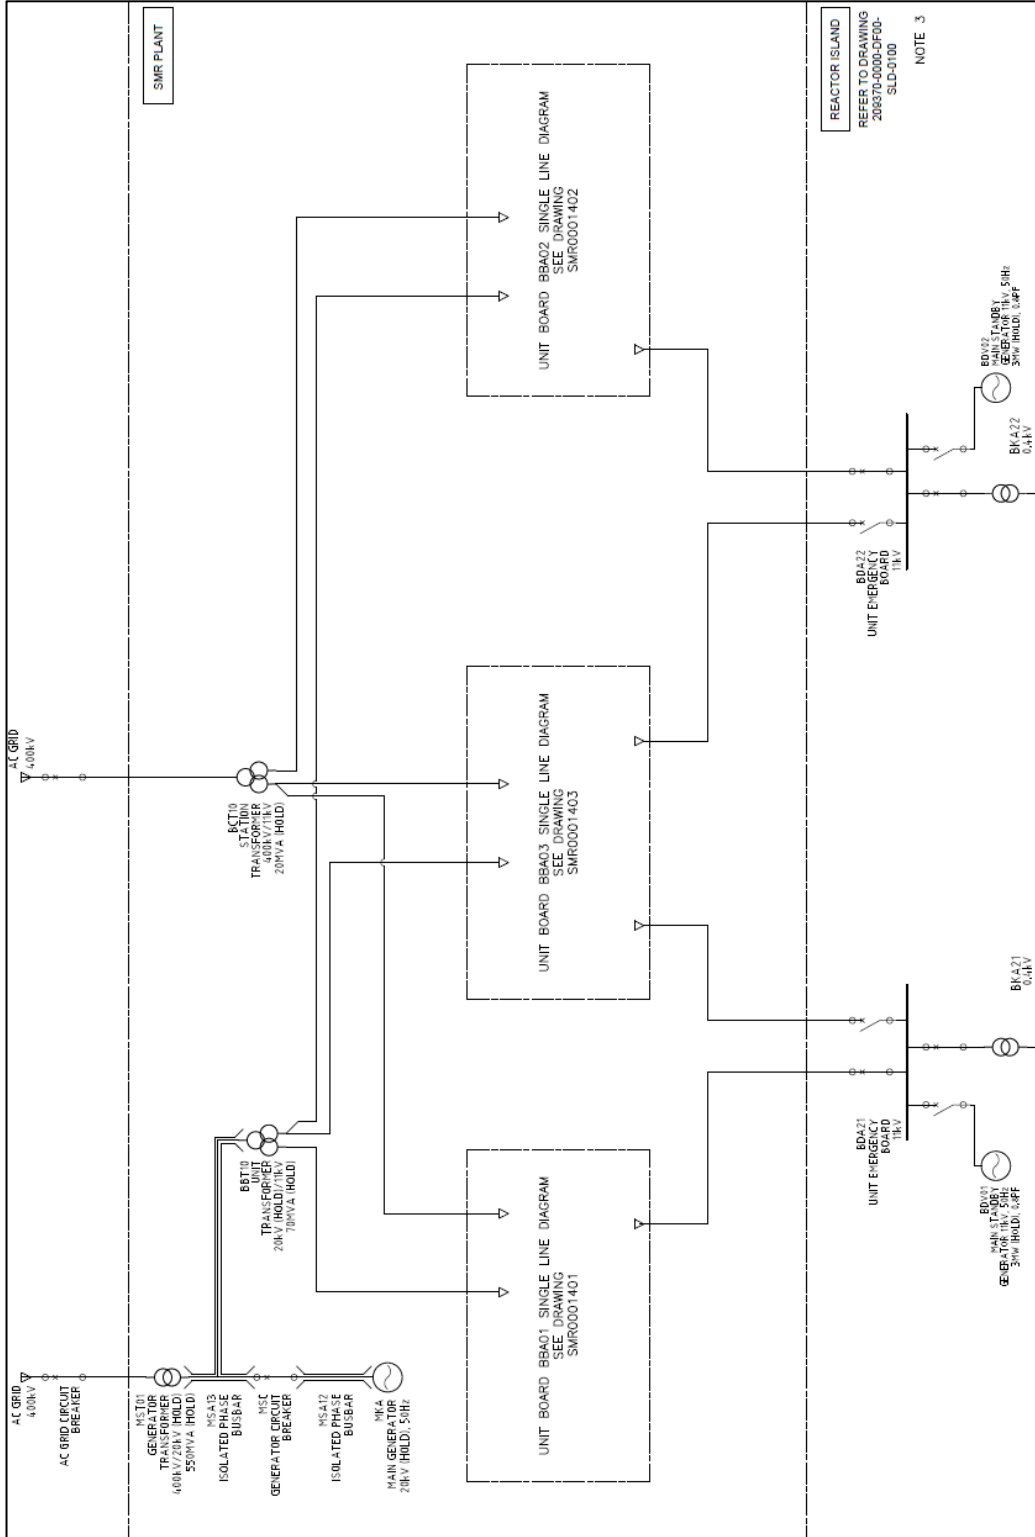 SMR PLANT
REACTOR ISLAND
REFER TO DRAWING
209370-0000-DF00-
SLD-0100
NOTE 3
AC GRID
400kV
AC GRID CIRCUIT
BREAKER
MST01
GENERATOR
TRANSFORMER
400kV/20kV (HOLD)
550MVA (HOLD)
MSA13
ISOLATED PHASE
BUSBAR
MSC
GENERATOR CIRCUIT
BREAKER
MSA12
ISOLATED PHASE
BUSBAR
MKA
MAIN GENERATOR
20kV (HOLD), 50Hz
BBT10
UNIT
TRANSFORMER
20kV (HOLD)/11kV
70MVA (HOLD)
AC GRID
400kV
BCT10
STATION
TRANSFORMER
400kV/11kV
20MVA (HOLD)
UNIT BOARD BBA01 SINGLE LINE DIAGRAM
SEE DRAWING
SMR0001401
UNIT BOARD BBA03 SINGLE LINE DIAGRAM
SEE DRAWING
SMR0001403
UNIT BOARD BBA02 SINGLE LINE DIAGRAM
SEE DRAWING
SMR0001402
BDA21
UNIT EMERGENCY
BOARD
11kV
BDV01
MAIN STANDBY
GENERATOR 11kV, 50Hz
3MW (HOLD),
BKA21
0.4kV
BDA22
UNIT EMERGENCY
BOARD
11kV
BDV02
MAIN STANDBY
GENERATOR 11kV, 50Hz
3MW (HOLD),
BKA22
0.4kV